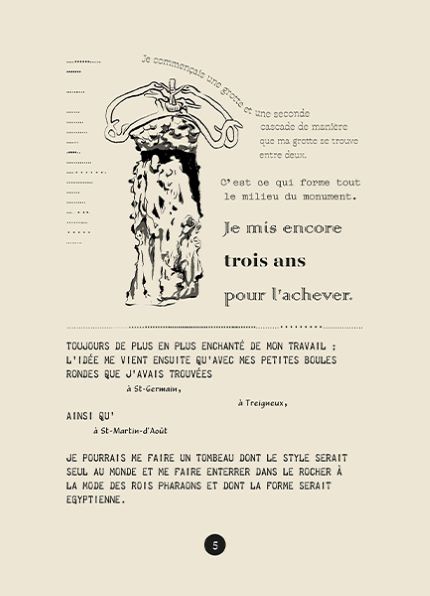 Je commençais une grotte et une seconde
cascade de manière
que ma grotte se trouve
entre deux.
C'est ce qui forme tout
le milieu du monument.
Je mis encore
trois ans
pour l'achever.
TOUJOURS DE PLUS EN PLUS ENCHANTÉ DE MON TRAVAIL ;
L'IDÉE ME VIENT ENSUITE QU'AVEC MES PETITES BOULES
RONDES QUE J'AVAIS TROUVÉES
à St-Germain,
à Treigneux,
AINSI QU'
à St-Martin-d'Août
JE POURRAIS ME FAIRE UN TOMBEAU DONT LE STYLE SERAIT
SEUL AU MONDE ET ME FAIRE ENTERRER DANS LE ROCHER À
LA MODE DES ROIS PHARAONS ET DONT LA FORME SERAIT
EGYPTIENNE.
5